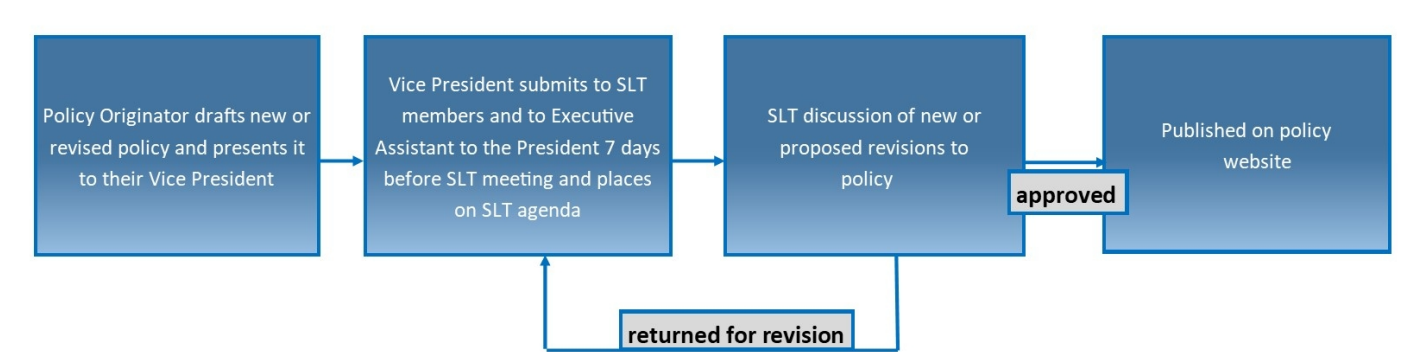 Policy Originator drafts new or
revised policy and presents it
to their Vice President
Vice President submits to SLT
members and to Executive
Assistant to the President 7 days
before SLT meeting and places
on SLT agenda
SLT discussion of new or
proposed revisions to
policy
approved
Published on policy
website
returned for revision